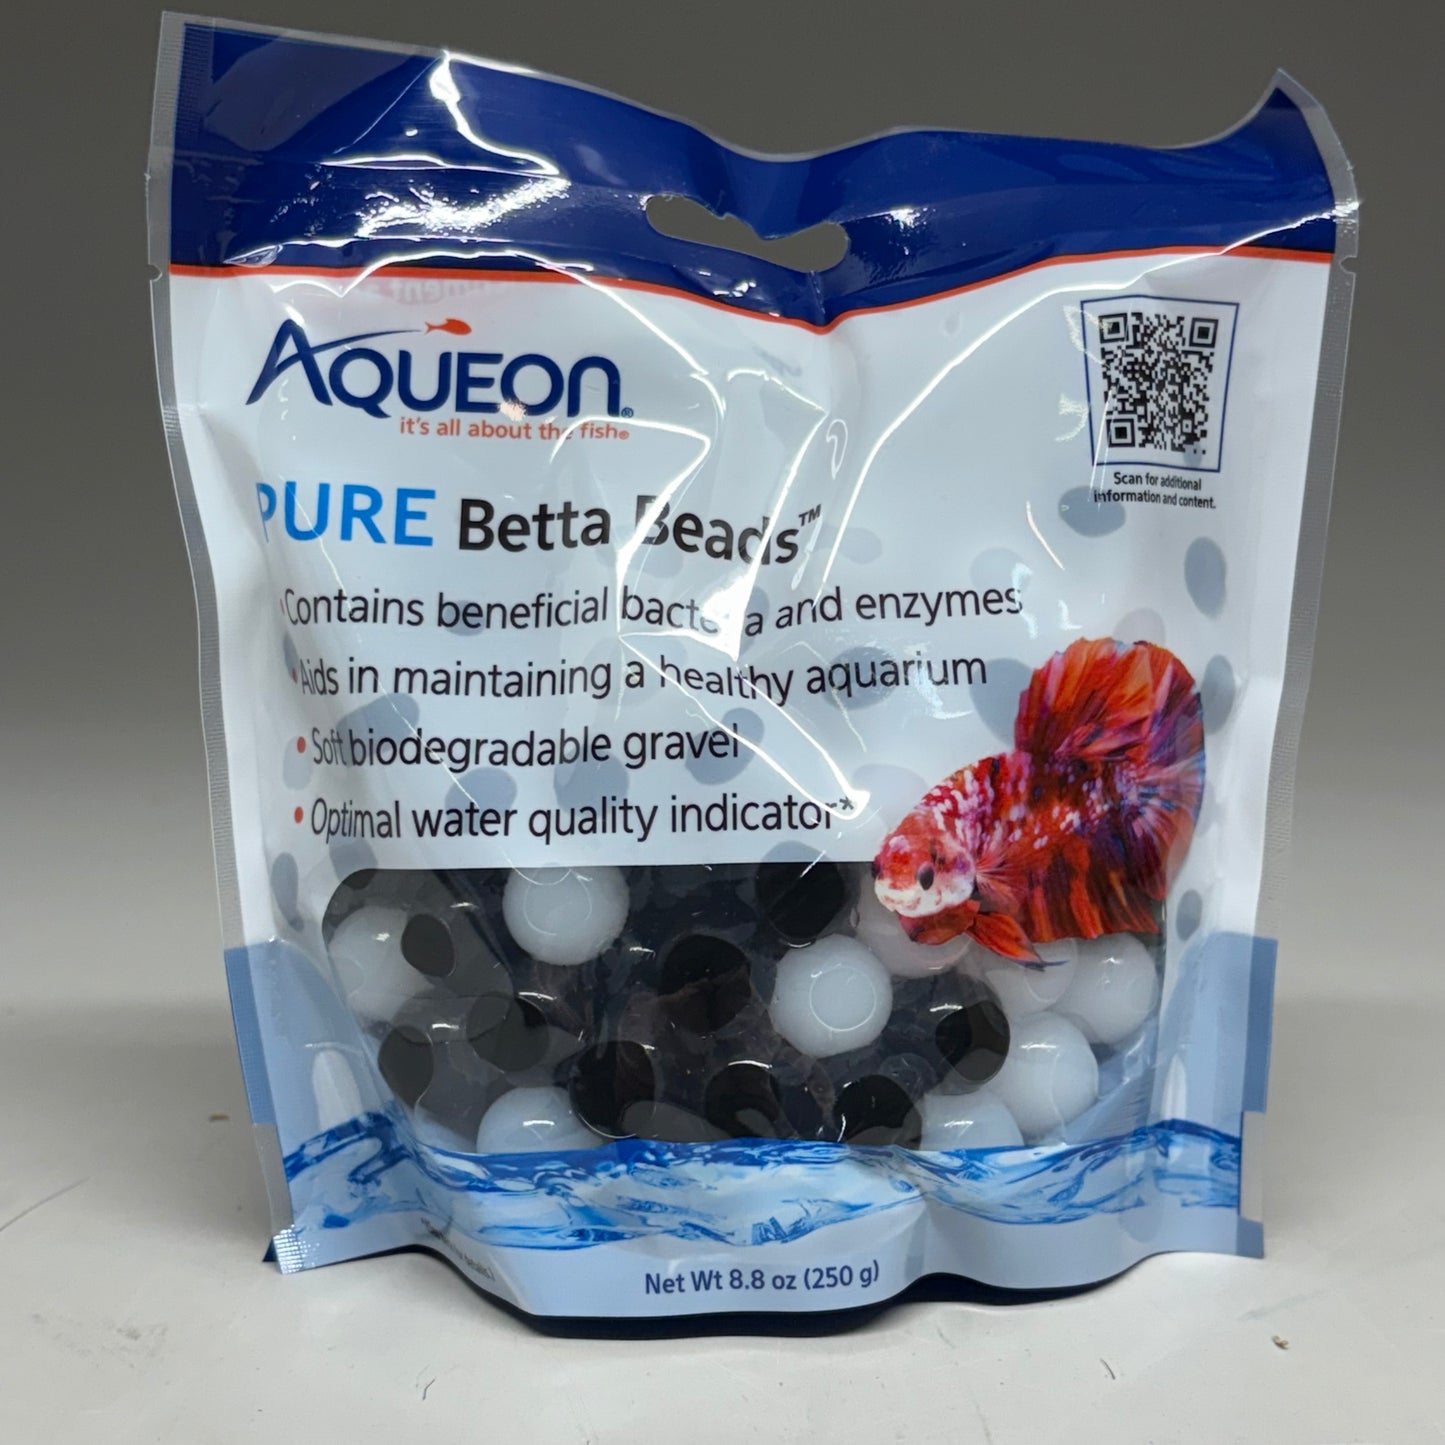 AQUEON®
it's all about the fish®
Scan for additional
information and content.
PURE Betta Beads™
• Contains beneficial bacteria and enzymes
• Aids in maintaining a healthy aquarium
• Soft biodegradable gravel
• Optimal water quality indicator*
Net Wt 8.8 oz (250 g)